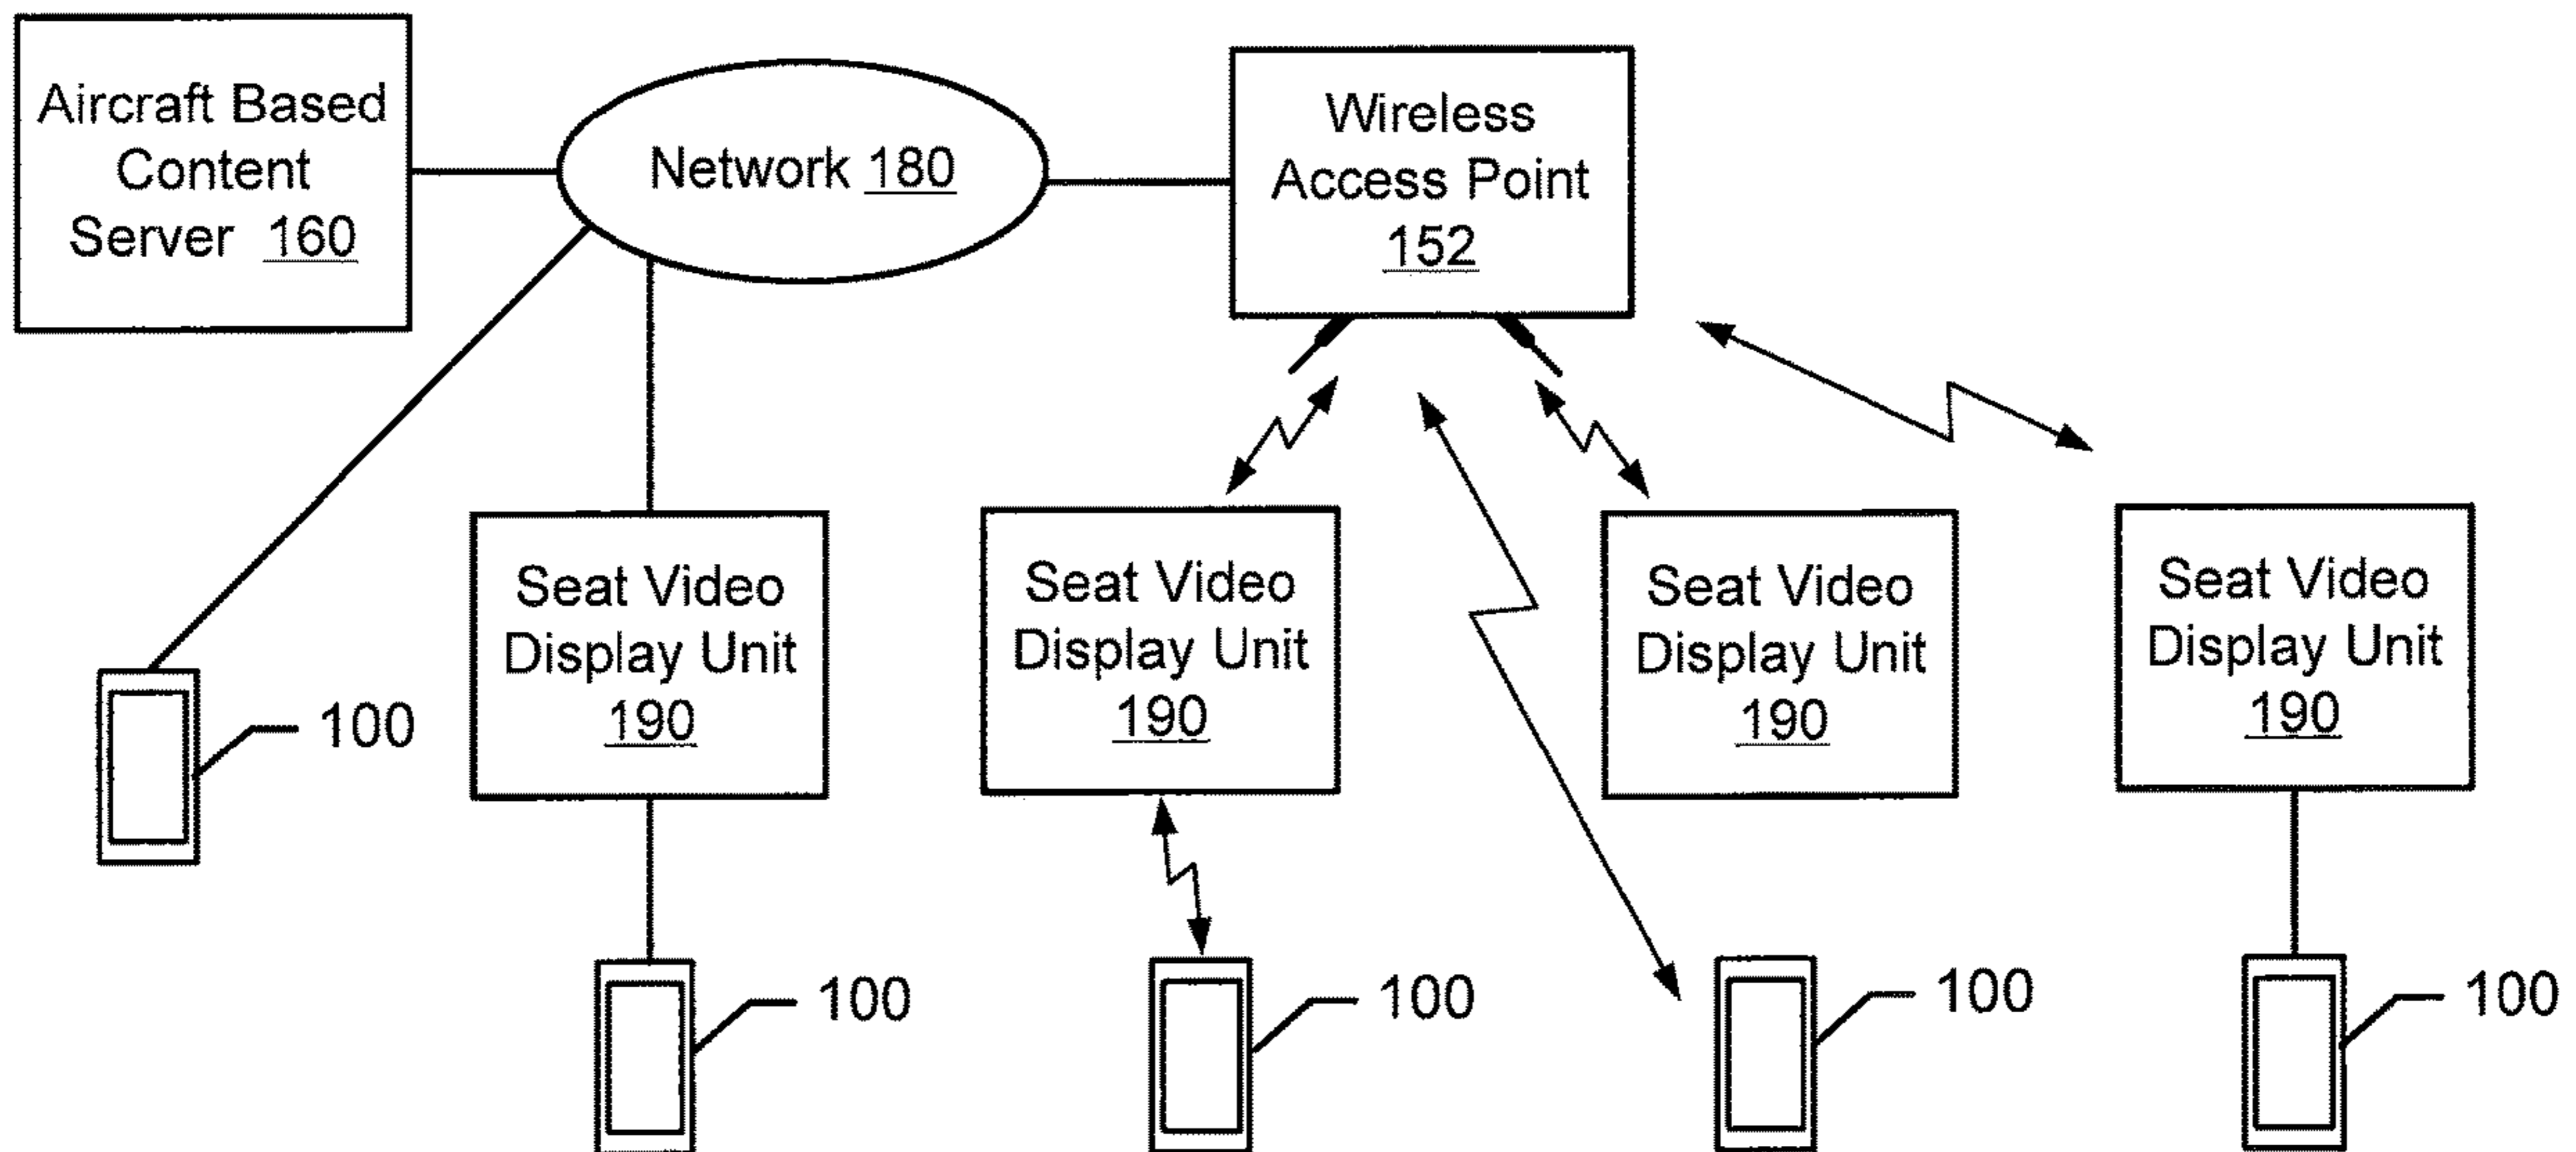 Aircraft Based
Content
Server 160
Network 180
Wireless
Access Point
152
Seat Video
Display Unit
190
Seat Video
Display Unit
190
Seat Video
Display Unit
190
Seat Video
Display Unit
190
100
100
100
100
100